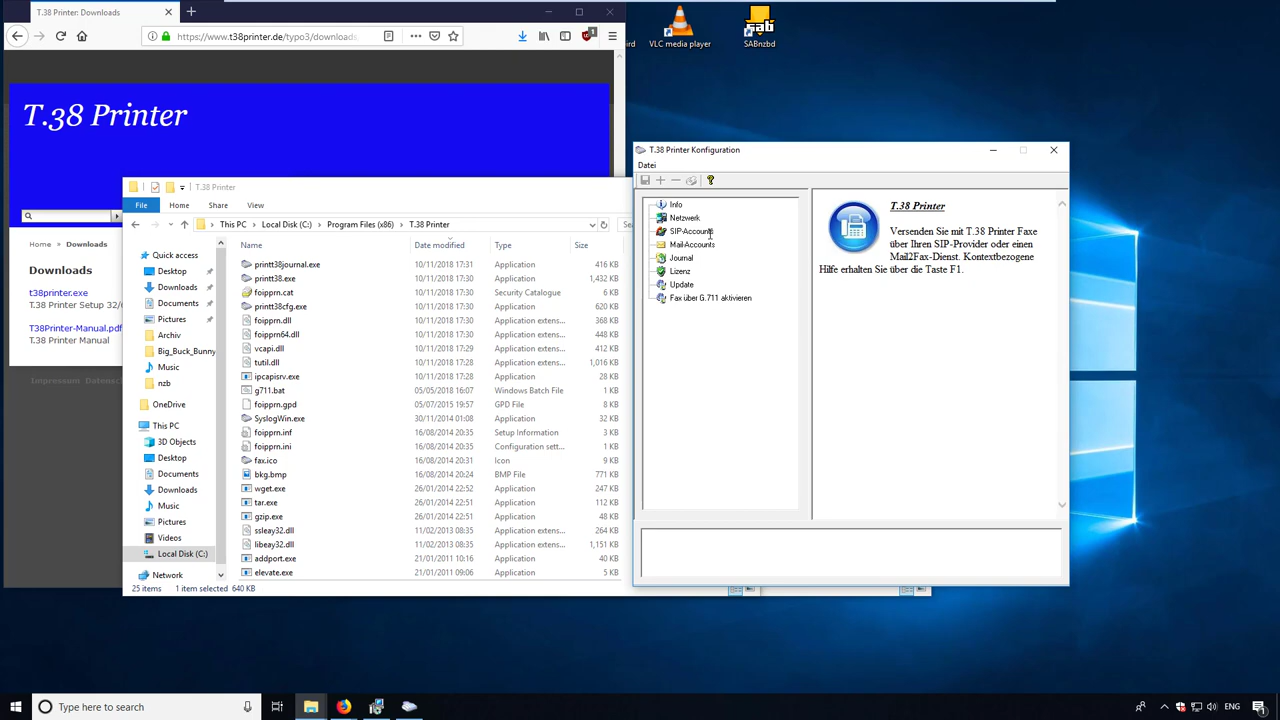 T.38 Printer: Downloads
https://www.t38printer.de/typo3/downloads
T.38 Printer
Home > Downloads
Downloads
t38printer.exe
T.38 Printer Setup 32/
T38Printer-Manual.pdf
T.38 Printer Manual
Impressum
VLC media player
SABnzbd
T.38 Printer
File Home Share View
This PC > Local Disk (C:) > Program Files (x86) > T.38 Printer
Quick access
Desktop
Downloads
Documents
Pictures
Archiv
Big_Buck_Bunny
Music
nzb
OneDrive
This PC
3D Objects
Desktop
Documents
Downloads
Music
Pictures
Videos
Local Disk (C:)
Network
Name Date modified Type Size
printt38journal.exe 10/11/2018 17:31 Application 416 KB
printt38.exe 10/11/2018 17:30 Application 1,432 KB
foipprn.cat 10/11/2018 17:30 Security Catalogue 6 KB
printt38cfg.exe 10/11/2018 17:30 Application 620 KB
foipprn.dll 10/11/2018 17:30 Application extens... 368 KB
foipprn64.dll 10/11/2018 17:30 Application extens... 448 KB
vcapi.dll 10/11/2018 17:29 Application extens... 412 KB
tutil.dll 10/11/2018 17:28 Application extens... 1,016 KB
ipcapisrv.exe 10/11/2018 17:28 Application 28 KB
g711.bat 05/05/2018 16:07 Windows Batch File 1 KB
foipprn.gpd 05/07/2015 19:57 GPD File 8 KB
SyslogWin.exe 30/11/2014 01:08 Application 32 KB
foipprn.inf 16/08/2014 20:35 Setup Information 3 KB
foipprn.ini 16/08/2014 20:35 Configuration sett... 1 KB
fax.ico 16/08/2014 20:31 Icon 9 KB
bkg.bmp 16/08/2014 20:24 BMP File 771 KB
wget.exe 26/01/2014 22:52 Application 247 KB
tar.exe 26/01/2014 22:51 Application 112 KB
gzip.exe 26/01/2014 22:51 Application 48 KB
ssleay32.dll 11/02/2013 08:35 Application extens... 264 KB
libeay32.dll 11/02/2013 08:35 Application extens... 1,151 KB
addport.exe 21/01/2011 10:16 Application 40 KB
elevate.exe 21/01/2011 09:06 Application 5 KB
25 items 1 item selected 640 KB
T.38 Printer Konfiguration
Datei
Info
Netzwerk
SIP-Accounts
Mail-Accounts
Journal
Lizenz
Update
Fax über G.711 aktivieren
T.38 Printer
Versenden Sie mit T.38 Printer Faxe
über Ihren SIP-Provider oder einen
Mail2Fax-Dienst. Kontextbezogene
Hilfe erhalten Sie über die Taste F1.
Type here to search
ENG